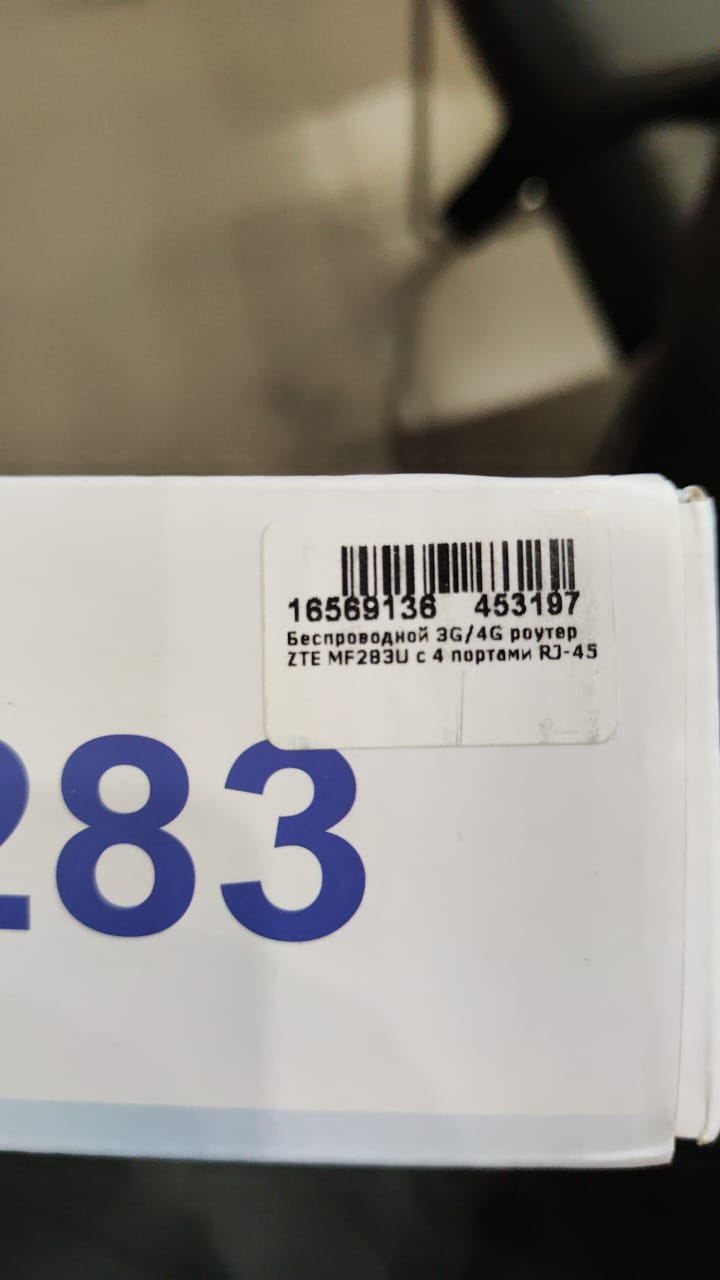 16569136 453197
Беспроводной 3G/4G роутер
ZTE MF283U с 4 портами RJ-45
283